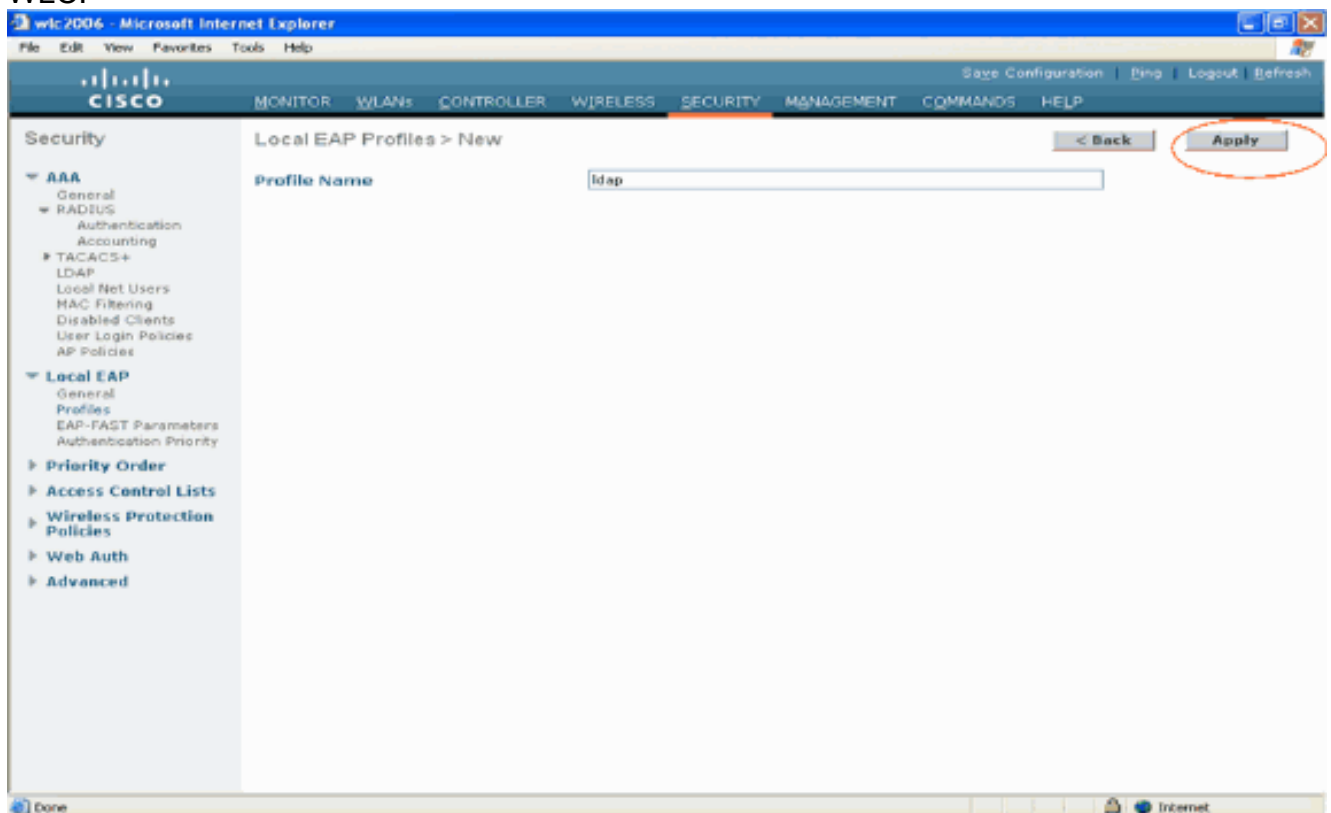 wlc2006 - Microsoft Internet Explorer
File Edit View Favorites Tools Help
Save Configuration | Ping | Logout | Refresh
CISCO
MONITOR WLANs CONTROLLER WIRELESS SECURITY MANAGEMENT COMMANDS HELP
Security
Local EAP Profiles > New
< Back
Apply
AAA
General
RADIUS
Authentication
Accounting
TACACS+
LDAP
Local Net Users
MAC Filtering
Disabled Clients
User Login Policies
AP Policies
Local EAP
General
Profiles
EAP-FAST Parameters
Authentication Priority
Priority Order
Access Control Lists
Wireless Protection
Policies
Web Auth
Advanced
Profile Name
ldap
Done
Internet